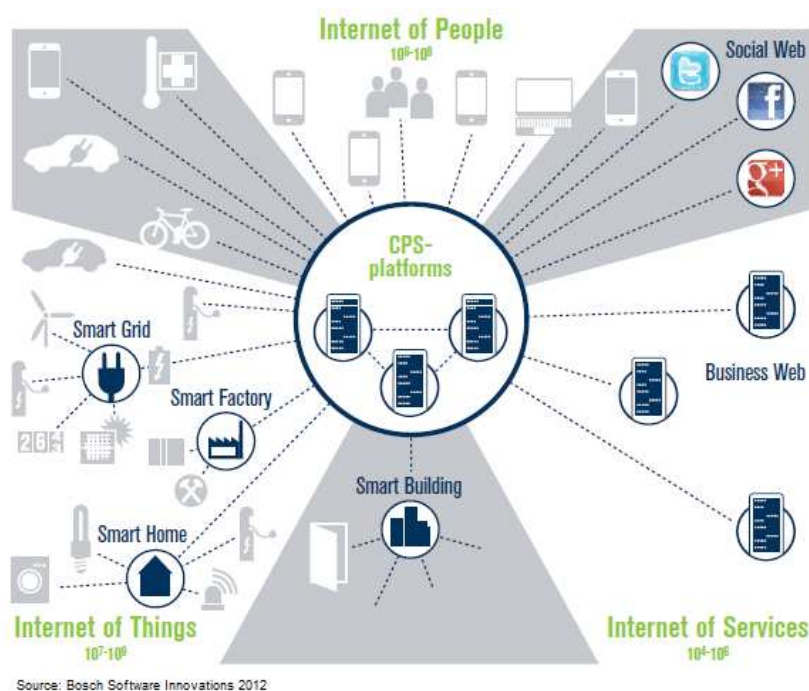 Internet of People
10⁶-10⁸
Social Web
t
f
g+
CPS-
platforms
Smart Grid
Business Web
Smart Factory
Smart Building
Smart Home
Internet of Things
10⁷-10⁹
Internet of Services
10⁴-10⁶
Source: Bosch Software Innovations 2012